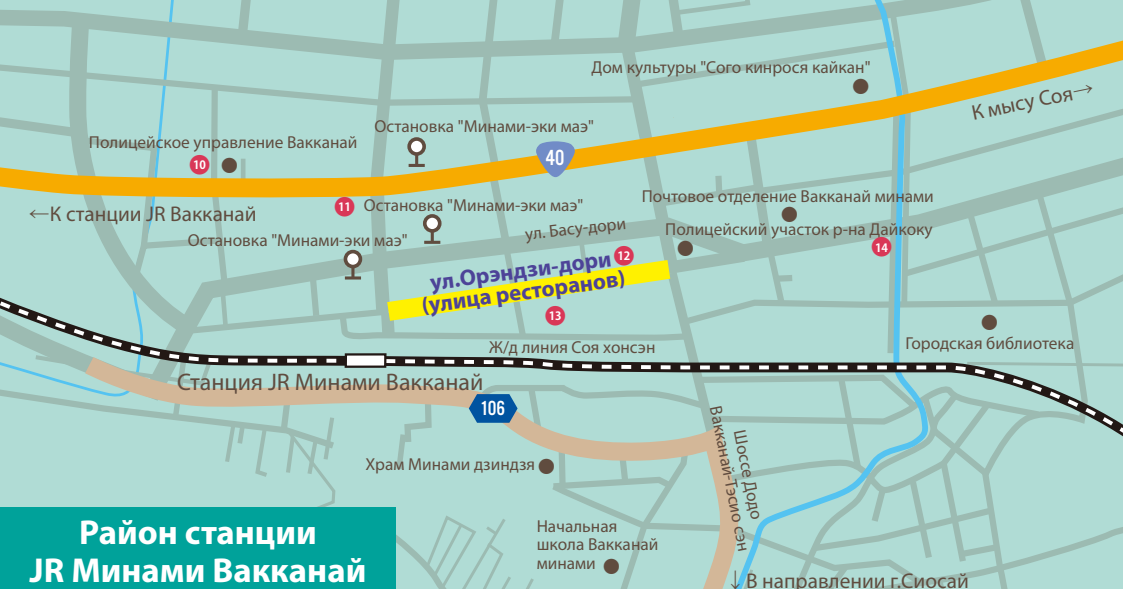 Дом культуры "Сого кинрося кайкан"
К мысу Соя→
Остановка "Минами-эки маэ"
Полицейское управление Вакканай
10
40
←К станции JR Вакканай
11
Остановка "Минами-эки маэ"
Почтовое отделение Вакканай минами
Остановка "Минами-эки маэ"
ул. Басу-дори
Полицейский участок р-на Дайкоку
14
ул.Орэндзи-дори
12
(улица ресторанов)
13
Ж/д линия Соя хонсэн
Городская библиотека
Станция JR Минами Вакканай
106
Шоссе Додо
Вакканай-Тэсио сэн
Храм Минами дзиндзя
Начальная
школа Вакканай
минами
↓ В направлении г.Сиосай
Район станции
JR Минами Вакканай